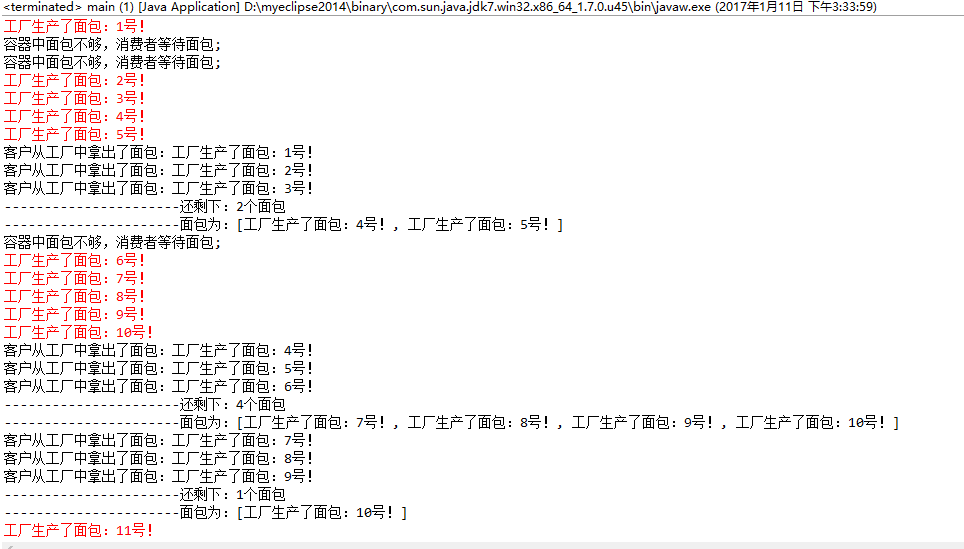 <terminated> main (1) [Java Application] D:\myeclipse2014\binary\com.sun.java.jdk7.win32.x86_64_1.7.0.u45\bin\javaw.exe (2017年1月11日 下午3:33:59)
工厂生产了面包：1号！
容器中面包不够，消费者等待面包;
容器中面包不够，消费者等待面包;
工厂生产了面包：2号！
工厂生产了面包：3号！
工厂生产了面包：4号！
工厂生产了面包：5号！
客户从工厂中拿出了面包：工厂生产了面包：1号！
客户从工厂中拿出了面包：工厂生产了面包：2号！
客户从工厂中拿出了面包：工厂生产了面包：3号！
----------------------还剩下：2个面包
----------------------面包为：[工厂生产了面包：4号！, 工厂生产了面包：5号！]
容器中面包不够，消费者等待面包;
工厂生产了面包：6号！
工厂生产了面包：7号！
工厂生产了面包：8号！
工厂生产了面包：9号！
工厂生产了面包：10号！
客户从工厂中拿出了面包：工厂生产了面包：4号！
客户从工厂中拿出了面包：工厂生产了面包：5号！
客户从工厂中拿出了面包：工厂生产了面包：6号！
----------------------还剩下：4个面包
----------------------面包为：[工厂生产了面包：7号！, 工厂生产了面包：8号！, 工厂生产了面包：9号！, 工厂生产了面包：10号！]
客户从工厂中拿出了面包：工厂生产了面包：7号！
客户从工厂中拿出了面包：工厂生产了面包：8号！
客户从工厂中拿出了面包：工厂生产了面包：9号！
----------------------还剩下：1个面包
----------------------面包为：[工厂生产了面包：10号！]
工厂生产了面包：11号！